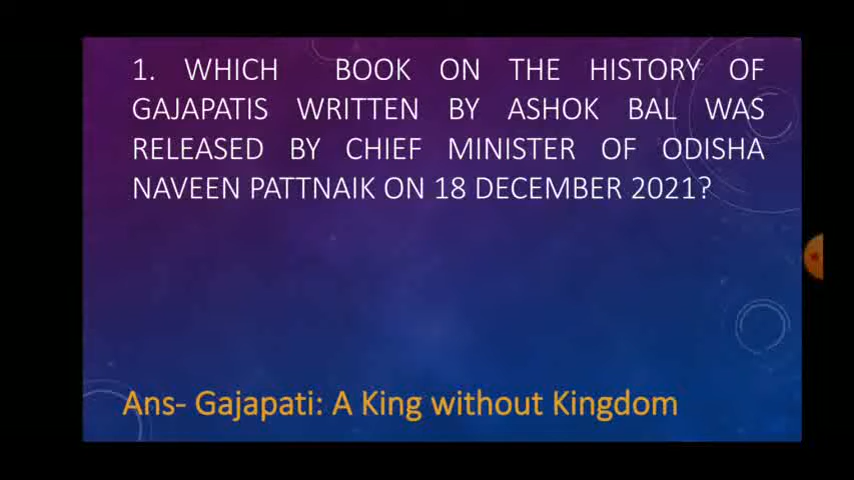 1. WHICH BOOK ON THE HISTORY OF
GAJAPATIS WRITTEN BY ASHOK BAL WAS
RELEASED BY CHIEF MINISTER OF ODISHA
NAVEEN PATTNAIK ON 18 DECEMBER 2021?
Ans- Gajapati: A King without Kingdom